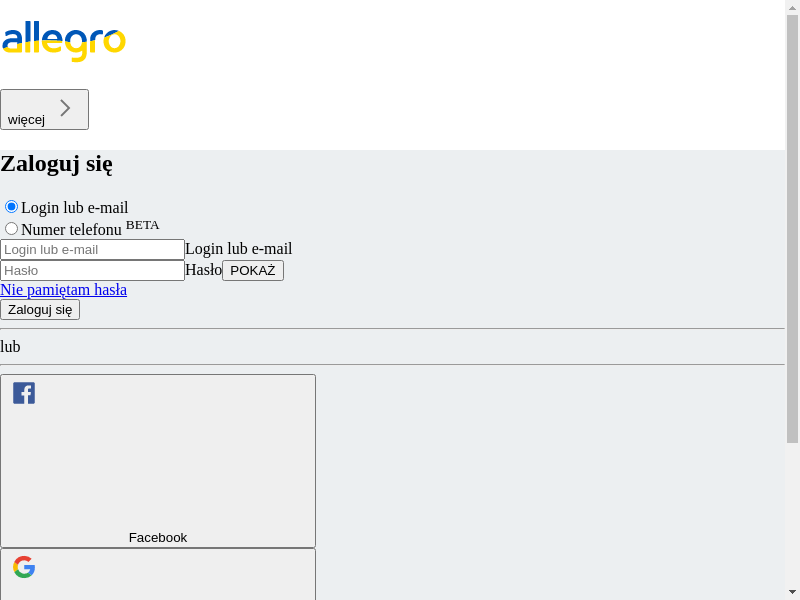 allegro
więcej
Zaloguj się
Login lub e-mail
Numer telefonu BETA
Login lub e-mail Login lub e-mail
Hasło Hasło POKAŻ
Nie pamiętam hasła
Zaloguj się
lub
Facebook